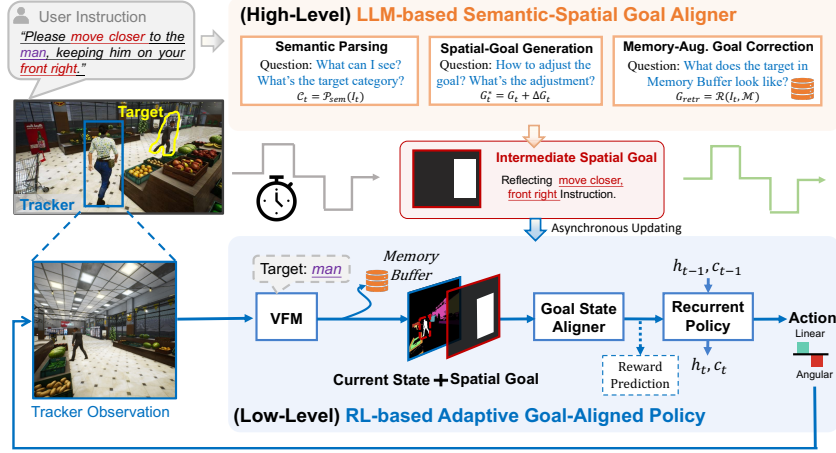 User Instruction
“Please move closer to the
man, keeping him on your
front right.”
Target
Tracker
Tracker Observation
(High-Level) LLM-based Semantic-Spatial Goal Aligner
Semantic Parsing
Question: What can I see?
What’s the target category?
𝒞ₜ = 𝒫ₛₑₘ(Iₜ)
Spatial-Goal Generation
Question: How to adjust the
goal? What’s the adjustment?
Gₜ* = Gₜ + ΔGₜ
Memory-Aug. Goal Correction
Question: What does the target in
Memory Buffer look like?
G_retr = ℛ(Iₜ, ℳ)
Intermediate Spatial Goal
Reflecting move closer,
front right Instruction.
Asynchronous Updating
Target: man
Memory
Buffer
VFM
Current State + Spatial Goal
Goal State
Aligner
Reward
Prediction
hₜ₋₁, cₜ₋₁
Recurrent
Policy
hₜ, cₜ
Action
Linear
Angular
(Low-Level) RL-based Adaptive Goal-Aligned Policy